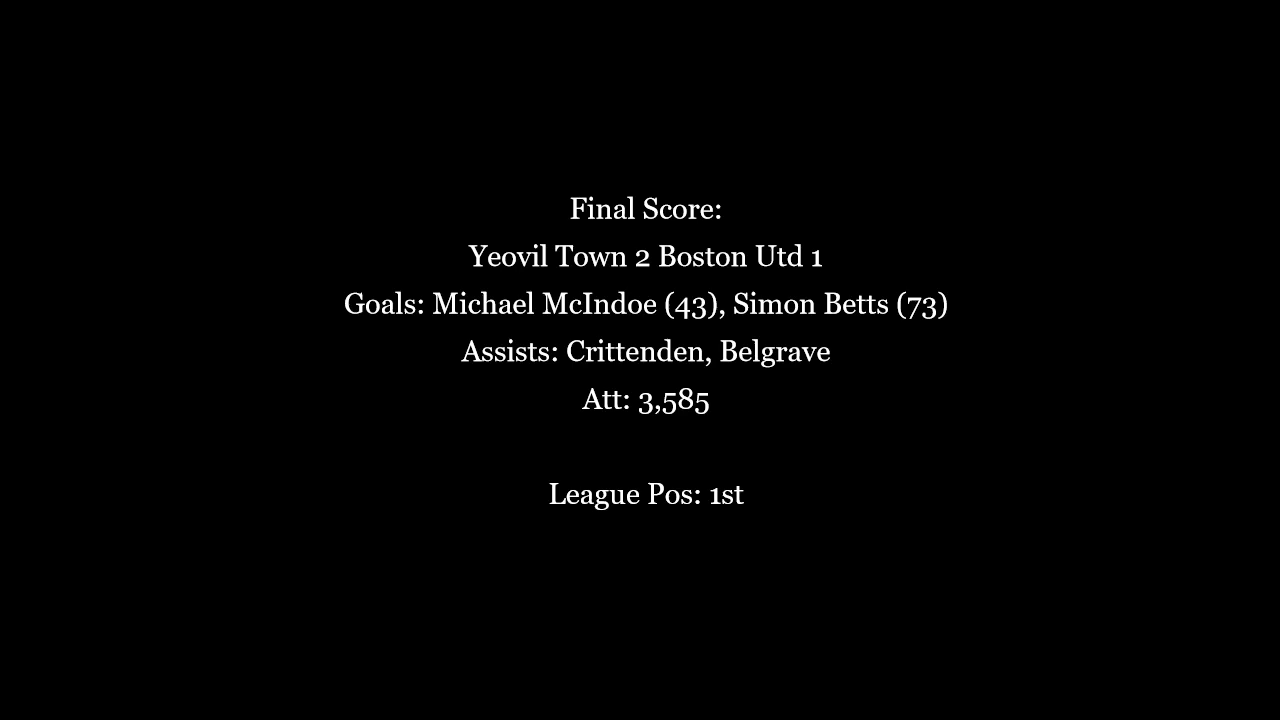 Final Score:
Yeovil Town 2 Boston Utd 1
Goals: Michael McIndoe (43), Simon Betts (73)
Assists: Crittenden, Belgrave
Att: 3,585
League Pos: 1st